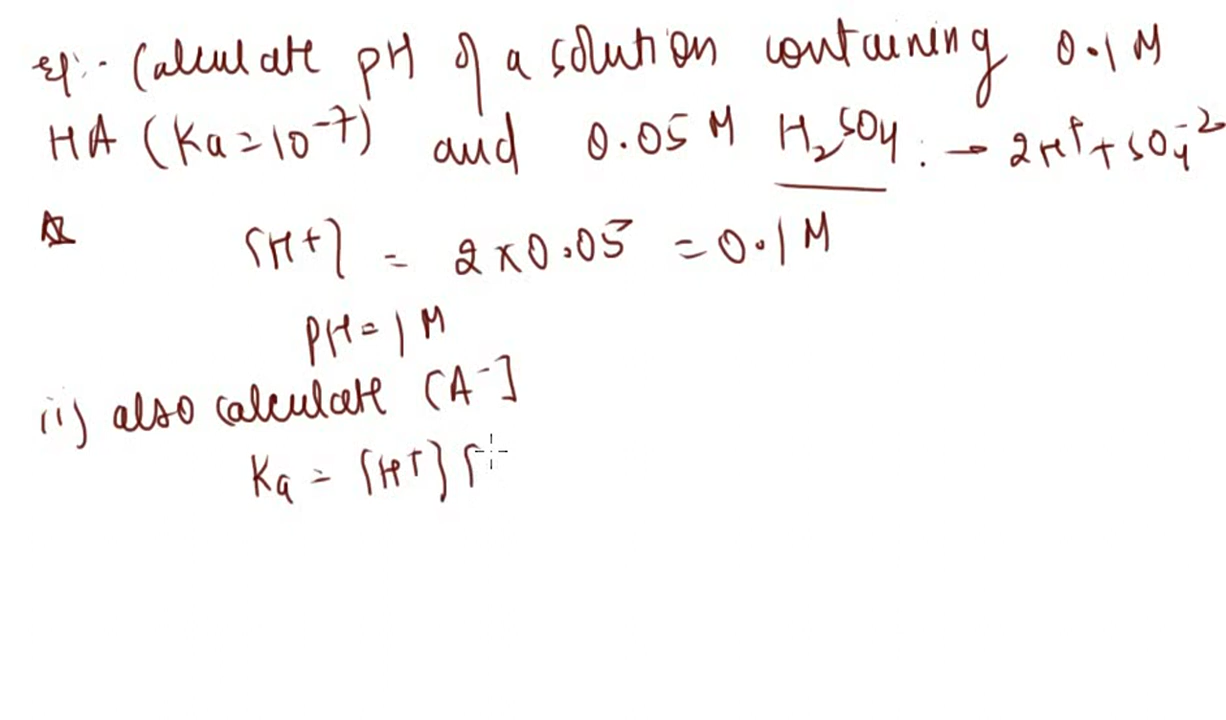 eg:- Calculate pH of a solution containing 0.1 M
HA (Ka = 10⁻⁷) and 0.05 M H₂SO₄ : → 2H⁺ + SO₄⁻²
[H⁺] = 2 × 0.05 = 0.1 M
PH = 1 M
ii) also calculate [A⁻]
Ka = [H⁺] [